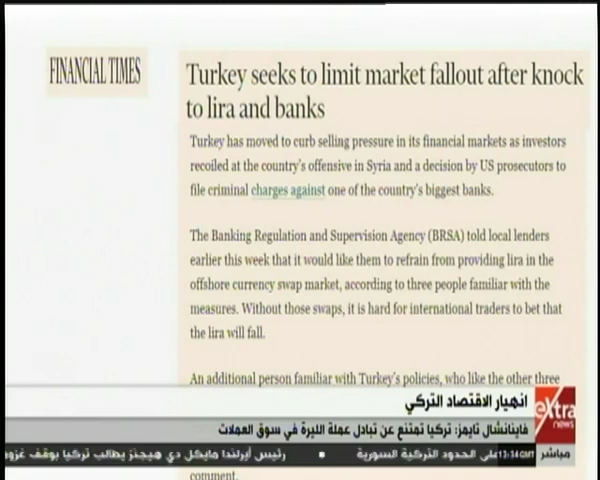 FINANCIAL TIMES
Turkey seeks to limit market fallout after knock
to lira and banks
Turkey has moved to curb selling pressure in its financial markets as investors
recoiled at the country's offensive in Syria and a decision by US prosecutors to
file criminal charges against one of the country's biggest banks.
The Banking Regulation and Supervision Agency (BRSA) told local lenders
earlier this week that it would like them to refrain from providing lira in the
offshore currency swap market, according to three people familiar with the
measures. Without those swaps, it is hard for international traders to bet that
the lira will fall.
An additional person familiar with Turkey's policies, who like the other three
انهيار الاقتصاد التركي
eXtra
news
فاينانشال تايمز: تركيا تمتنع عن تبادل عملة الليرة في سوق العملات
مباشر
13:34 GMT
على الحدود التركية السورية
رئيس أيرلندا مايكل دي هيجنز يطالب تركيا بوقف غزو
comment.